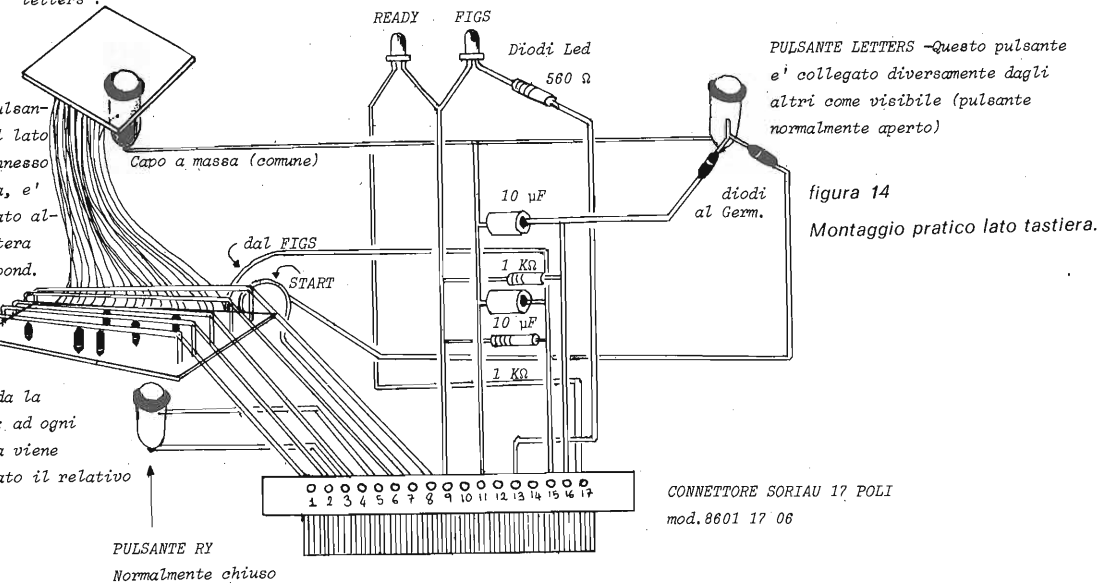 letters".
READY FIGS
Diodi Led
560 Ω
PULSANTE LETTERS -Questo pulsante
e' collegato diversamente dagli
altri come visibile (pulsante
normalmente aperto)
ulsan-
l lato
nnesso
a, e'
ato al-
tera
pond.
Capo a massa (comune)
10 μF
diodi
al Germ.
figura 14
Montaggio pratico lato tastiera.
dal FIGS
START
1 KΩ
10 μF
1 KΩ
da la
: ad ogni
a viene
ato il relativo
1 2 3 4 5 6 7 8 9 10 11 12 13 14 15 16 17
CONNETTORE SORIAU 17 POLI
mod.8601 17 06
PULSANTE RY
Normalmente chiuso